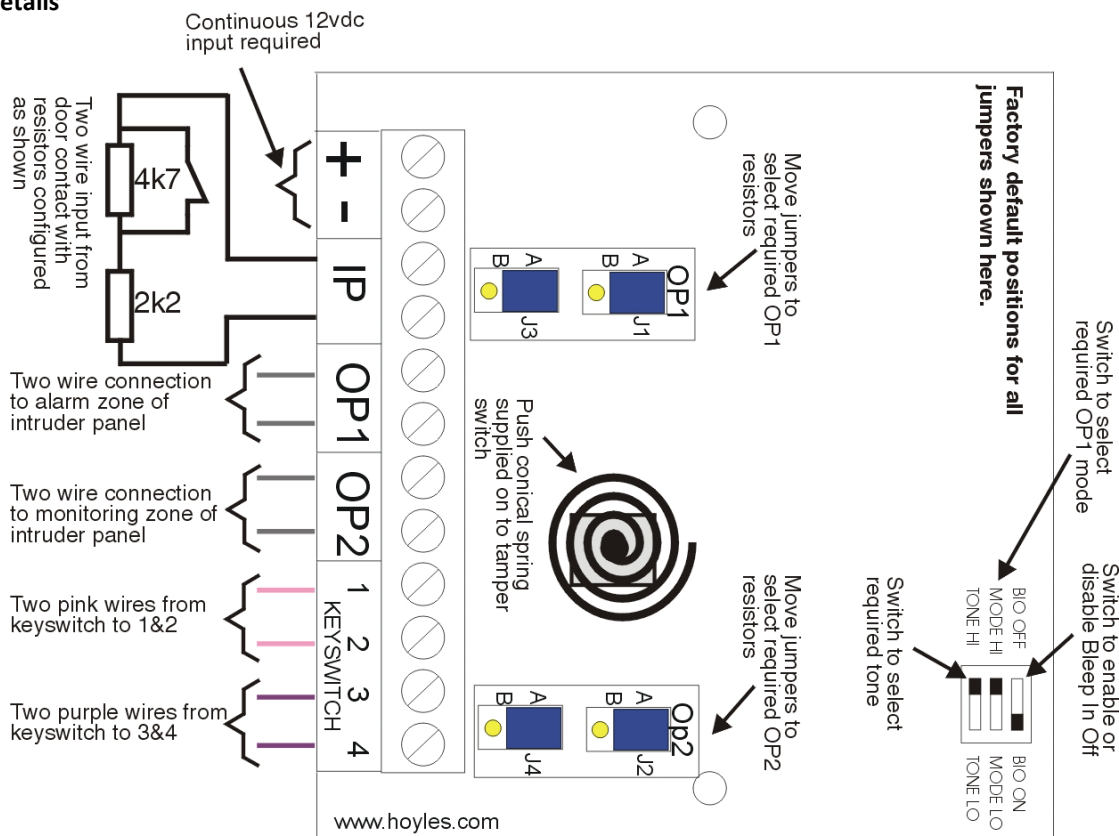 etails
Continuous 12vdc
input required
Two wire input from
door contact with
resistors configured
as shown
4k7
2k2
+
-
IP
OP1
OP2
1
2
3
4
KEYSWITCH
Two wire connection
to alarm zone of
intruder panel
Two wire connection
to monitoring zone of
intruder panel
Two pink wires from
keyswitch to 1&2
Two purple wires from
keyswitch to 3&4
OP1
A
B
J1
A
B
J3
Move jumpers to
select required OP1
resistors
Factory default positions for all
jumpers shown here.
Push conical spring
supplied on to tamper
switch
Op2
A
B
J2
A
B
J4
Move jumpers to
select required OP2
resistors
Switch to select
required OP1 mode
Switch to enable or
disable Bleep In Off
Switch to select
required tone
BIO OFF
MODE HI
TONE HI
BIO ON
MODE LO
TONE LO
www.hoyles.com